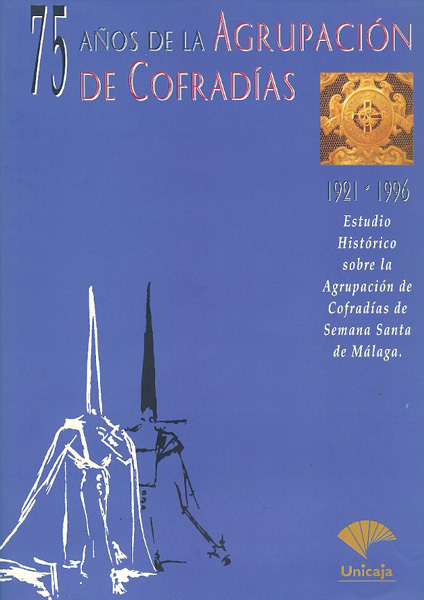 75 AÑOS DE LA AGRUPACIÓN
DE COFRADÍAS
1921 - 1996
Estudio
Histórico
sobre la
Agrupación de
Cofradías de
Semana Santa
de Málaga.
Unicaja